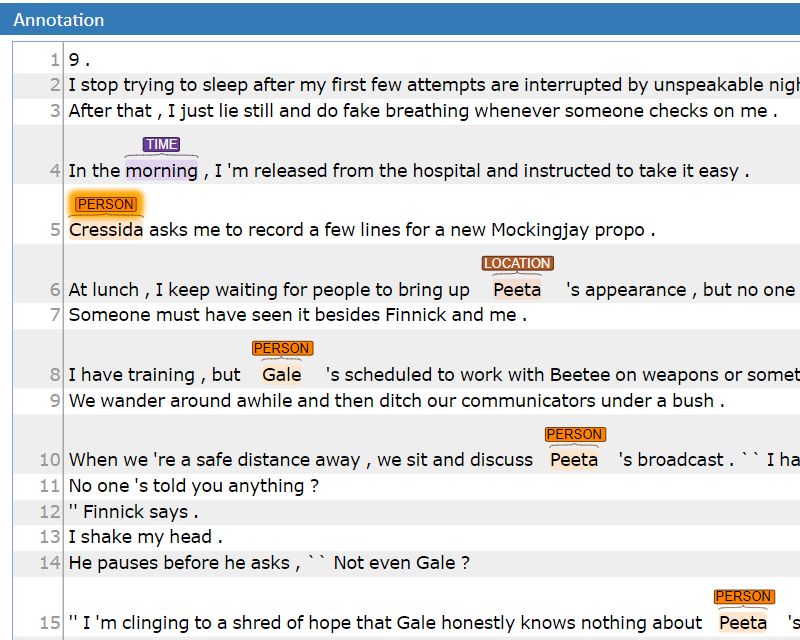 Annotation
1 9 .
2 I stop trying to sleep after my first few attempts are interrupted by unspeakable nigh
3 After that , I just lie still and do fake breathing whenever someone checks on me .
TIME
4 In the morning , I 'm released from the hospital and instructed to take it easy .
PERSON
5 Cressida asks me to record a few lines for a new Mockingjay propo .
LOCATION
6 At lunch , I keep waiting for people to bring up Peeta 's appearance , but no one
7 Someone must have seen it besides Finnick and me .
PERSON
8 I have training , but Gale 's scheduled to work with Beetee on weapons or somet
9 We wander around awhile and then ditch our communicators under a bush .
PERSON
10 When we 're a safe distance away , we sit and discuss Peeta 's broadcast . ` ` I ha
11 No one 's told you anything ?
12 '' Finnick says .
13 I shake my head .
14 He pauses before he asks , ` ` Not even Gale ?
PERSON
15 '' I 'm clinging to a shred of hope that Gale honestly knows nothing about Peeta 's